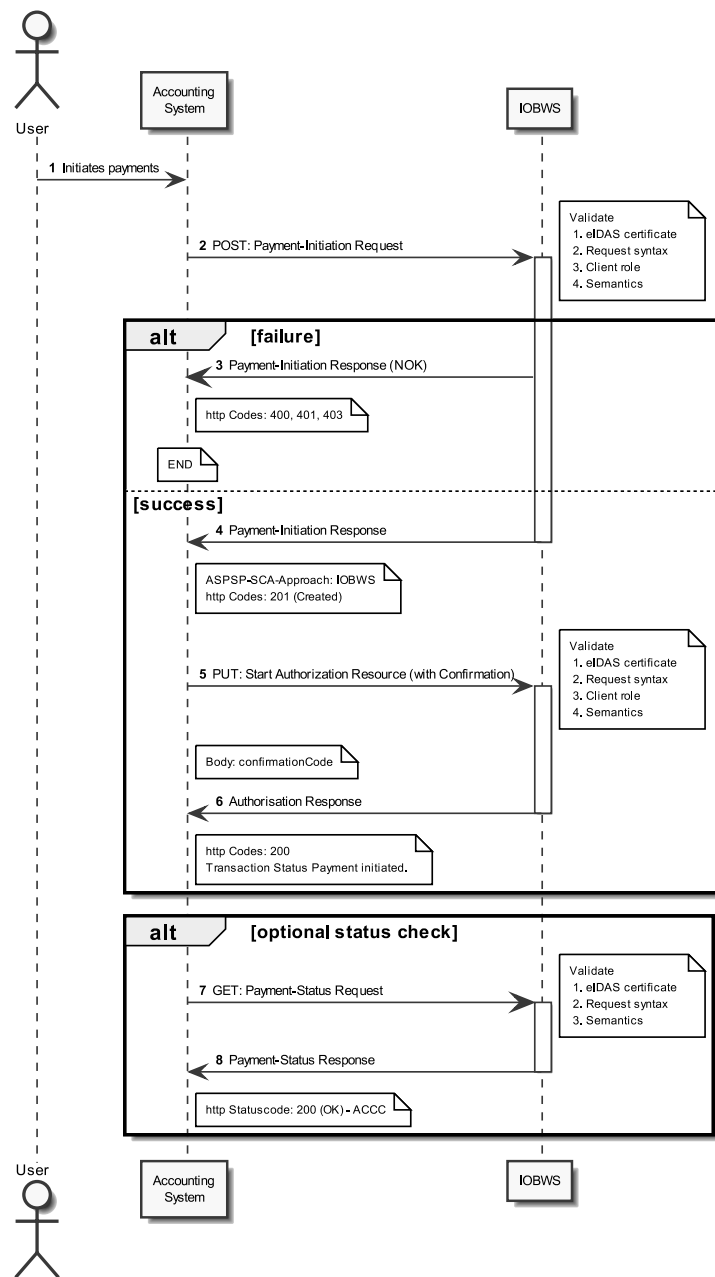 User
Accounting
System
IOBWS
1 Initiates payments
2 POST: Payment-Initiation Request
Validate
1. eIDAS certificate
2. Request syntax
3. Client role
4. Semantics
alt [failure]
3 Payment-Initiation Response (NOK)
http Codes: 400, 401, 403
END
[success]
4 Payment-Initiation Response
ASPSP-SCA-Approach: IOBWS
http Codes: 201 (Created)
5 PUT: Start Authorization Resource (with Confirmation)
Validate
1. eIDAS certificate
2. Request syntax
3. Client role
4. Semantics
Body: confirmationCode
6 Authorisation Response
http Codes: 200
Transaction Status Payment initiated.
alt [optional status check]
7 GET: Payment-Status Request
Validate
1. eIDAS certificate
2. Request syntax
3. Semantics
8 Payment-Status Response
http Statuscode: 200 (OK) - ACCC
User
Accounting
System
IOBWS